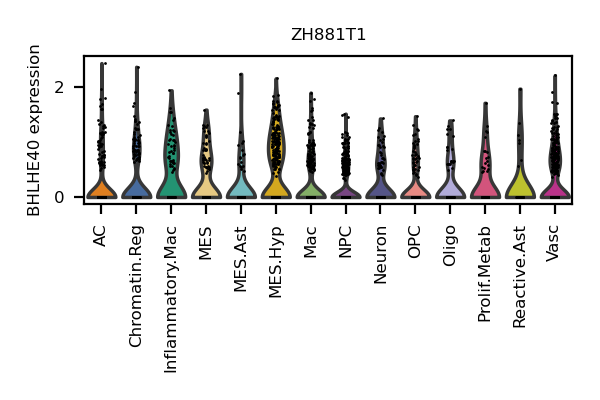 ZH881T1
BHLHE40 expression
2
0
AC
Chromatin.Reg
Inflammatory.Mac
MES
MES.Ast
MES.Hyp
Mac
NPC
Neuron
OPC
Oligo
Prolif.Metab
Reactive.Ast
Vasc